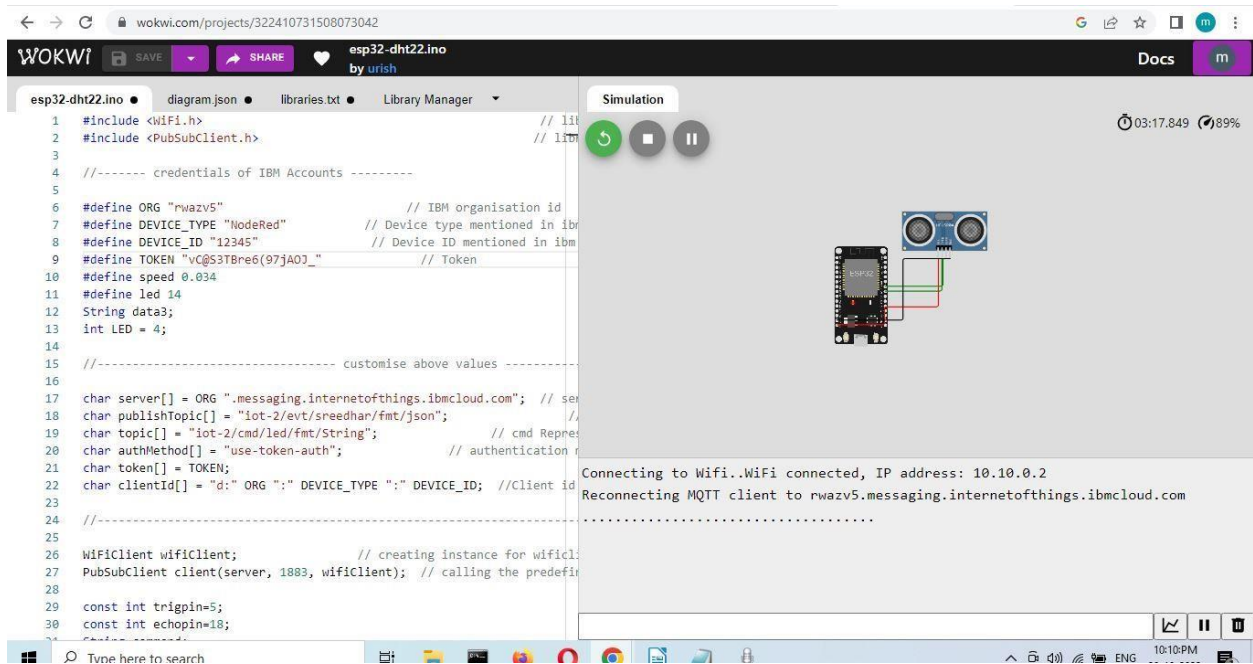 wokwi.com/projects/322410731508073042
WOKWI SAVE SHARE esp32-dht22.ino
by urish
Docs m
esp32-dht22.ino ● diagram.json ● libraries.txt ● Library Manager
1 #include <WiFi.h> // lib
2 #include <PubSubClient.h> // lib
3
4 //------- credentials of IBM Accounts ---------
5
6 #define ORG "rwazv5" // IBM organisation id
7 #define DEVICE_TYPE "NodeRed" // Device type mentioned in ibm
8 #define DEVICE_ID "12345" // Device ID mentioned in ibm
9 #define TOKEN "vC@S3TBre6(97jAOJ_" // Token
10 #define speed 0.034
11 #define led 14
12 String data3;
13 int LED = 4;
14
15 //--------------------------------- customise above values ----------
16
17 char server[] = ORG ".messaging.internetofthings.ibmcloud.com"; // ser
18 char publishTopic[] = "iot-2/evt/sreedhar/fmt/json"; //
19 char topic[] = "iot-2/cmd/led/fmt/String"; // cmd Repres
20 char authMethod[] = "use-token-auth"; // authentication
21 char token[] = TOKEN;
22 char clientId[] = "d:" ORG ":" DEVICE_TYPE ":" DEVICE_ID; //Client id
23
24 //-------------------------------------------------------------------
25
26 WiFiClient wifiClient; // creating instance for wificli
27 PubSubClient client(server, 1883, wifiClient); // calling the predefin
28
29 const int trigpin=5;
30 const int echopin=18;
Simulation
03:17.849 89%
ESP32
Connecting to Wifi..WiFi connected, IP address: 10.10.0.2
Reconnecting MQTT client to rwazv5.messaging.internetofthings.ibmcloud.com
....................................
Type here to search
ENG 10:10 PM